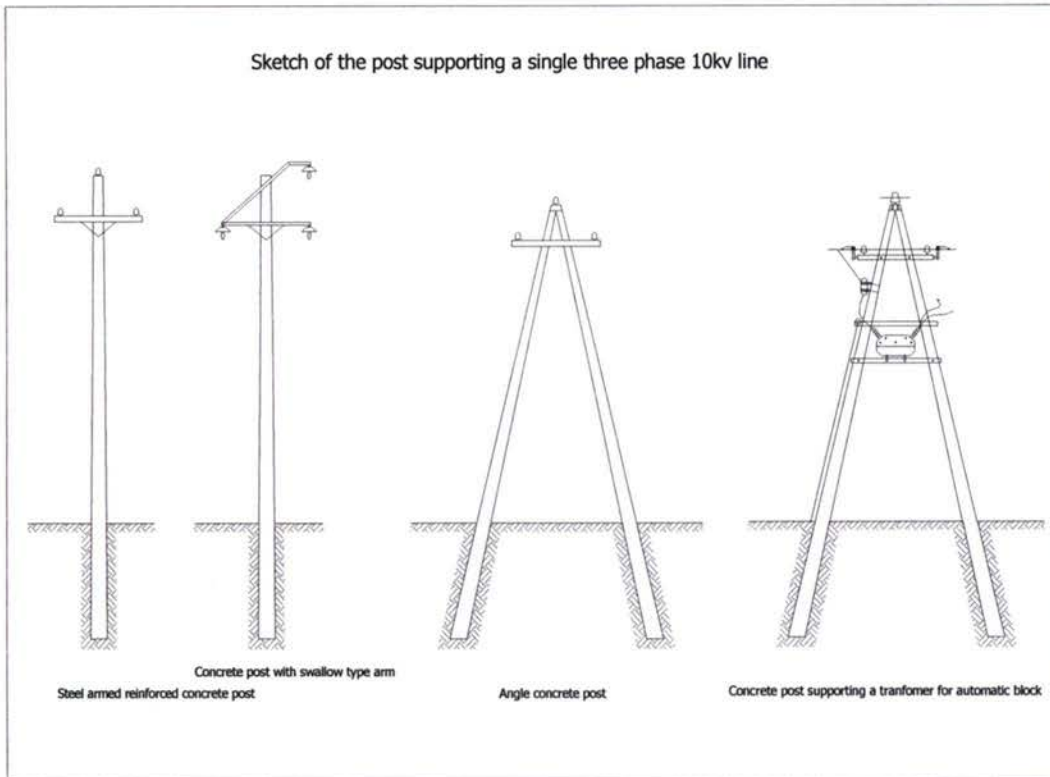 Sketch of the post supporting a single three phase 10kv line
Concrete post with swallow type arm
Steel armed reinforced concrete post
Angle concrete post
Concrete post supporting a tranfomer for automatic block